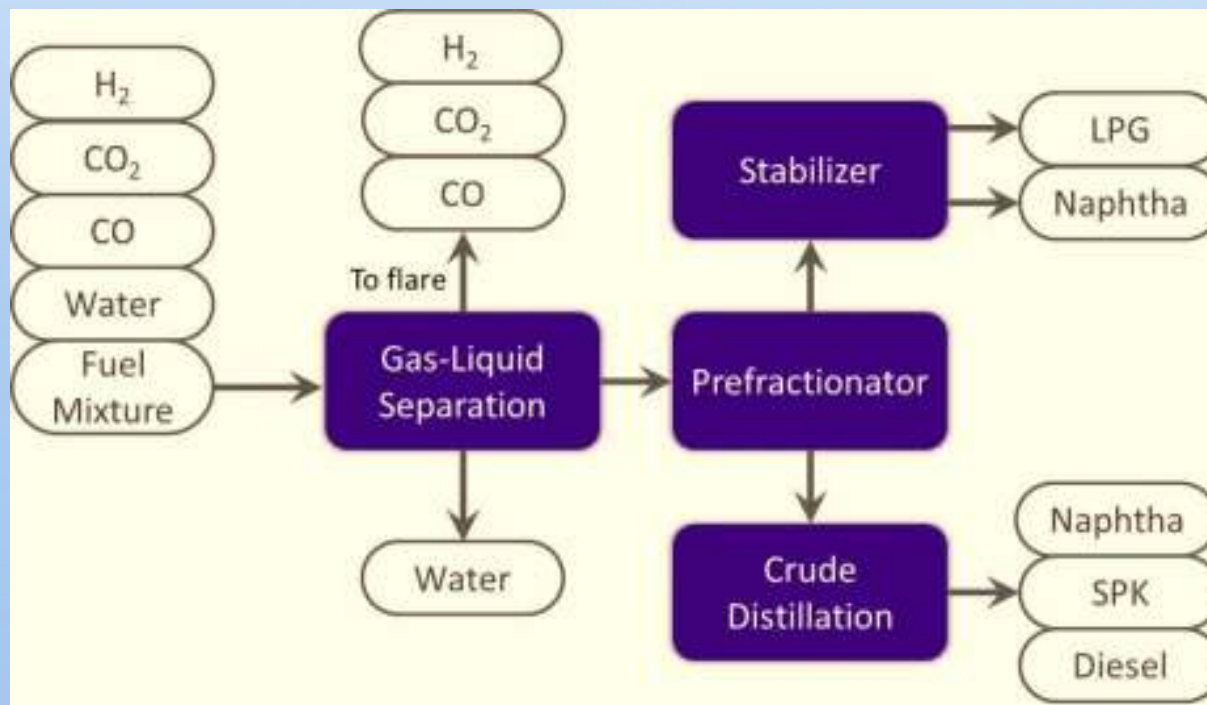 H₂
CO₂
CO
Water
Fuel
Mixture
H₂
CO₂
CO
To flare
Gas-Liquid
Separation
Water
Prefractionator
Stabilizer
LPG
Naphtha
Crude
Distillation
Naphtha
SPK
Diesel